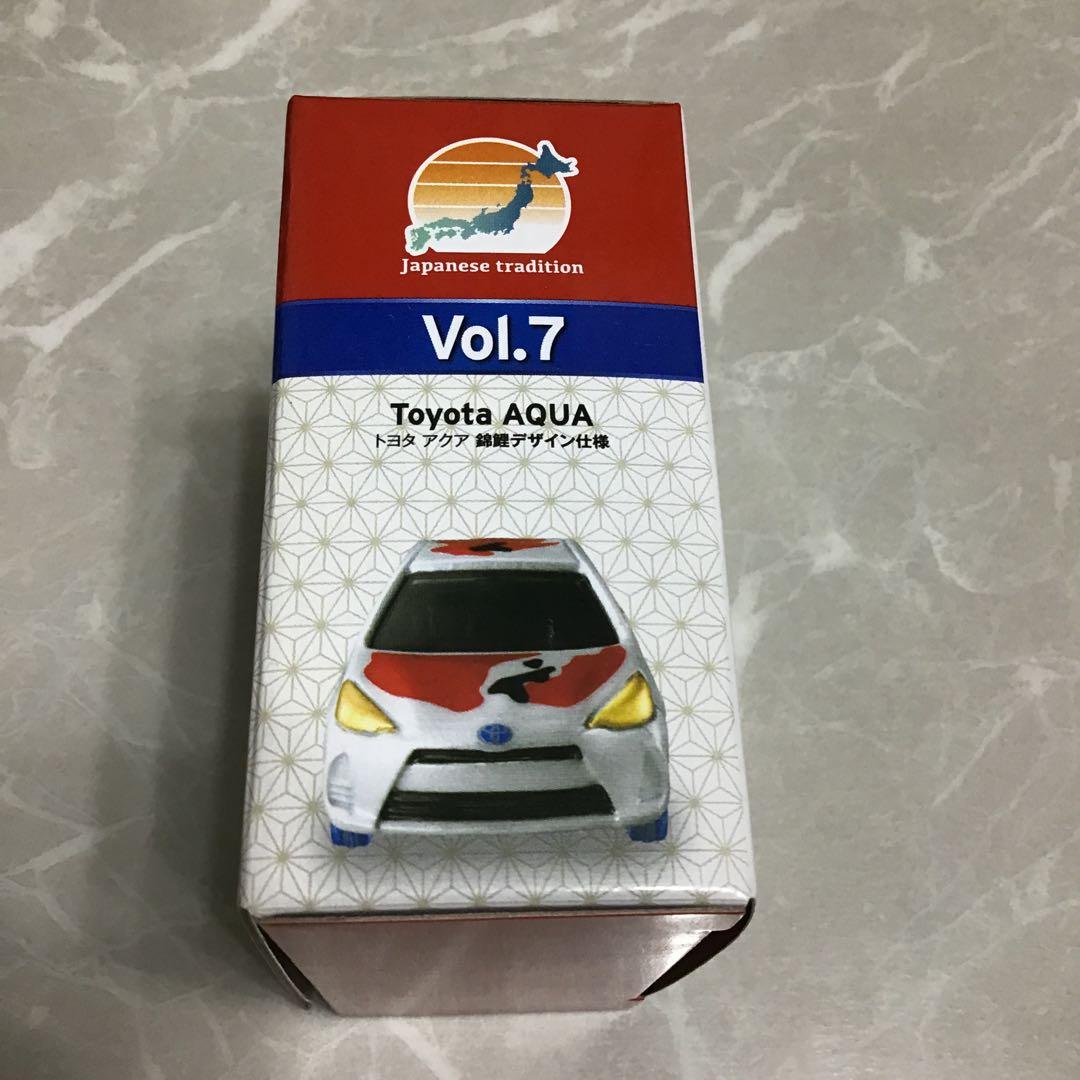 Japanese tradition
Vol.7
Toyota AQUA
トヨタ アクア 錦鯉デザイン仕様